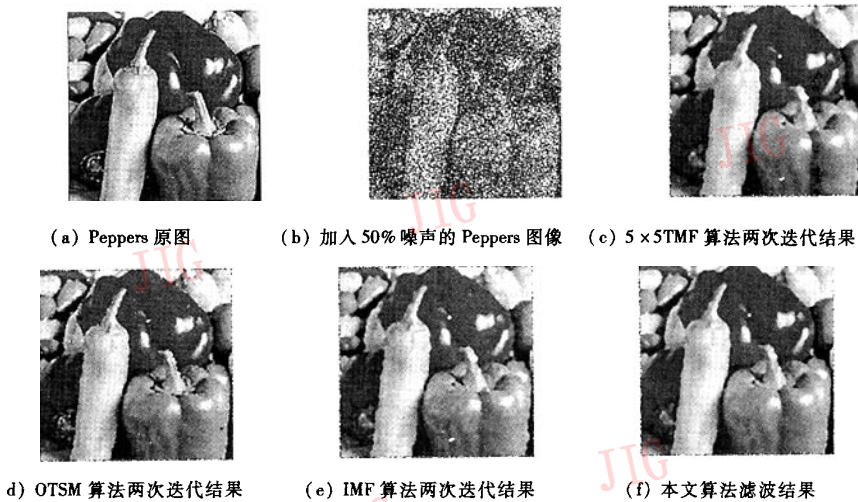 (a) Peppers 原图
(b) 加入 50% 噪声的 Peppers 图像
(c) 5×5TMF 算法两次迭代结果
d) OTSM 算法两次迭代结果
(e) IMF 算法两次迭代结果
(f) 本文算法滤波结果
JIG
JIG
JIG
JIG